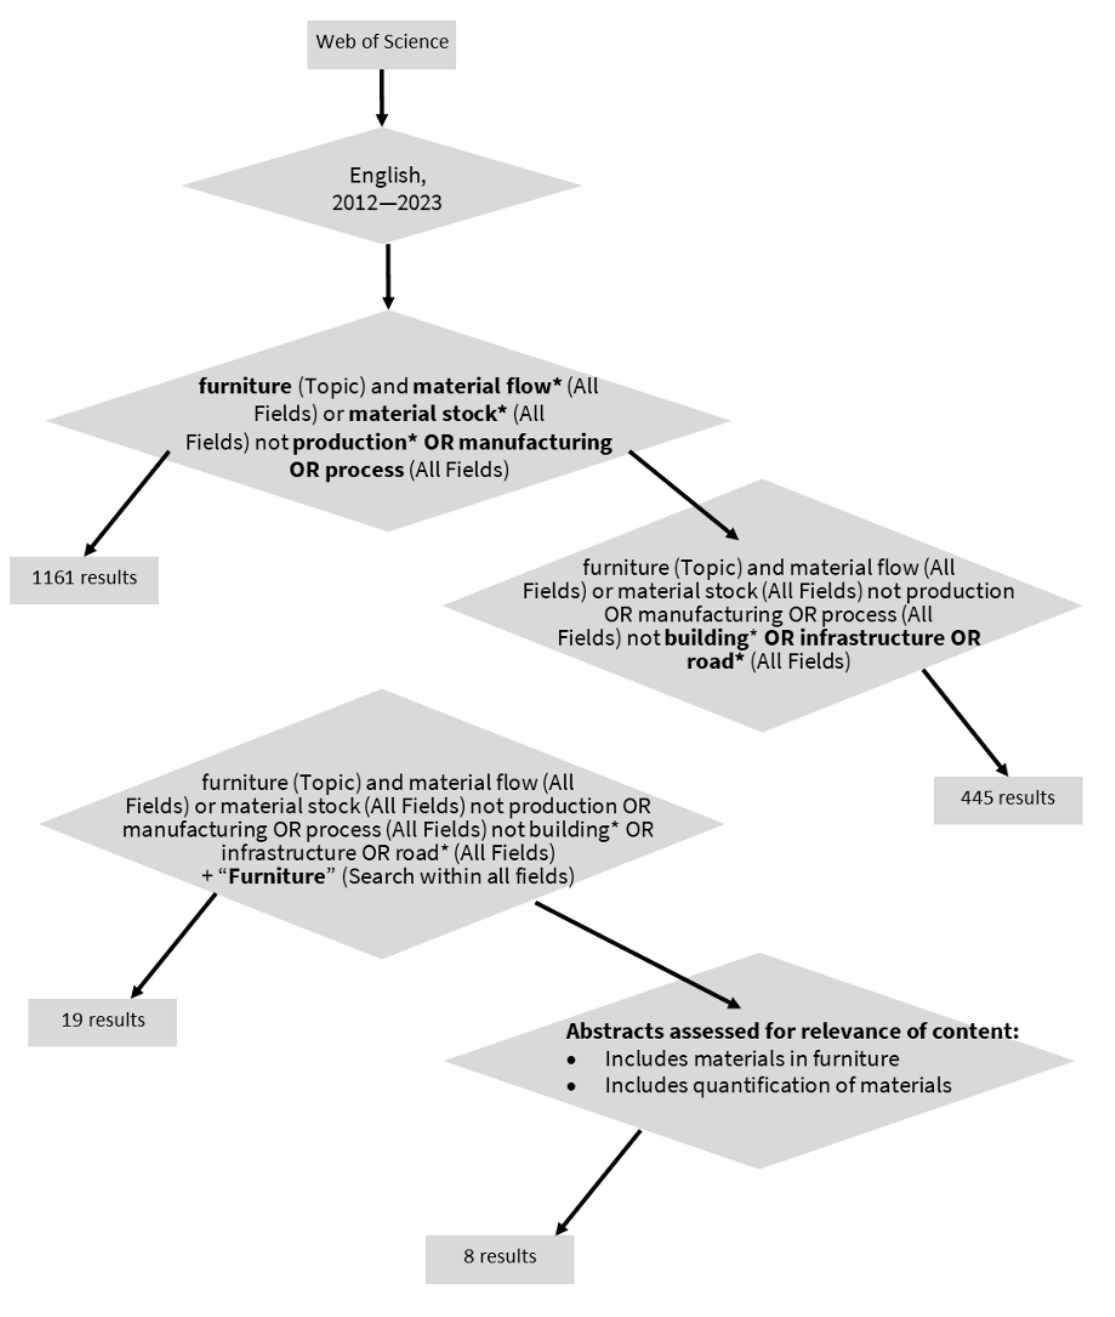 Web of Science
English,
2012—2023
furniture (Topic) and material flow* (All
Fields) or material stock* (All
Fields) not production* OR manufacturing
OR process (All Fields)
1161 results
furniture (Topic) and material flow (All
Fields) or material stock (All Fields) not production
OR manufacturing OR process (All
Fields) not building* OR infrastructure OR
road* (All Fields)
445 results
furniture (Topic) and material flow (All
Fields) or material stock (All Fields) not production OR
manufacturing OR process (All Fields) not building* OR
infrastructure OR road* (All Fields)
+ “Furniture” (Search within all fields)
19 results
Abstracts assessed for relevance of content:
• Includes materials in furniture
• Includes quantification of materials
8 results